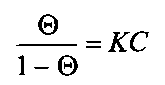 Θ / (1 − Θ) = KC